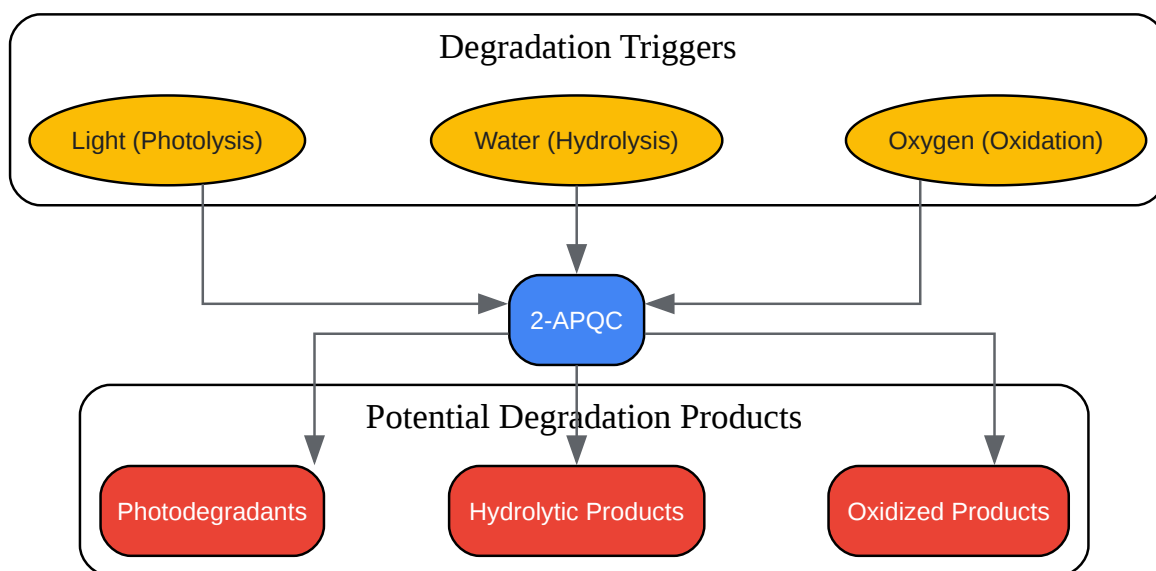 Degradation Triggers
Light (Photolysis)
Water (Hydrolysis)
Oxygen (Oxidation)
2-APQC
Potential Degradation Products
Photodegradants
Hydrolytic Products
Oxidized Products